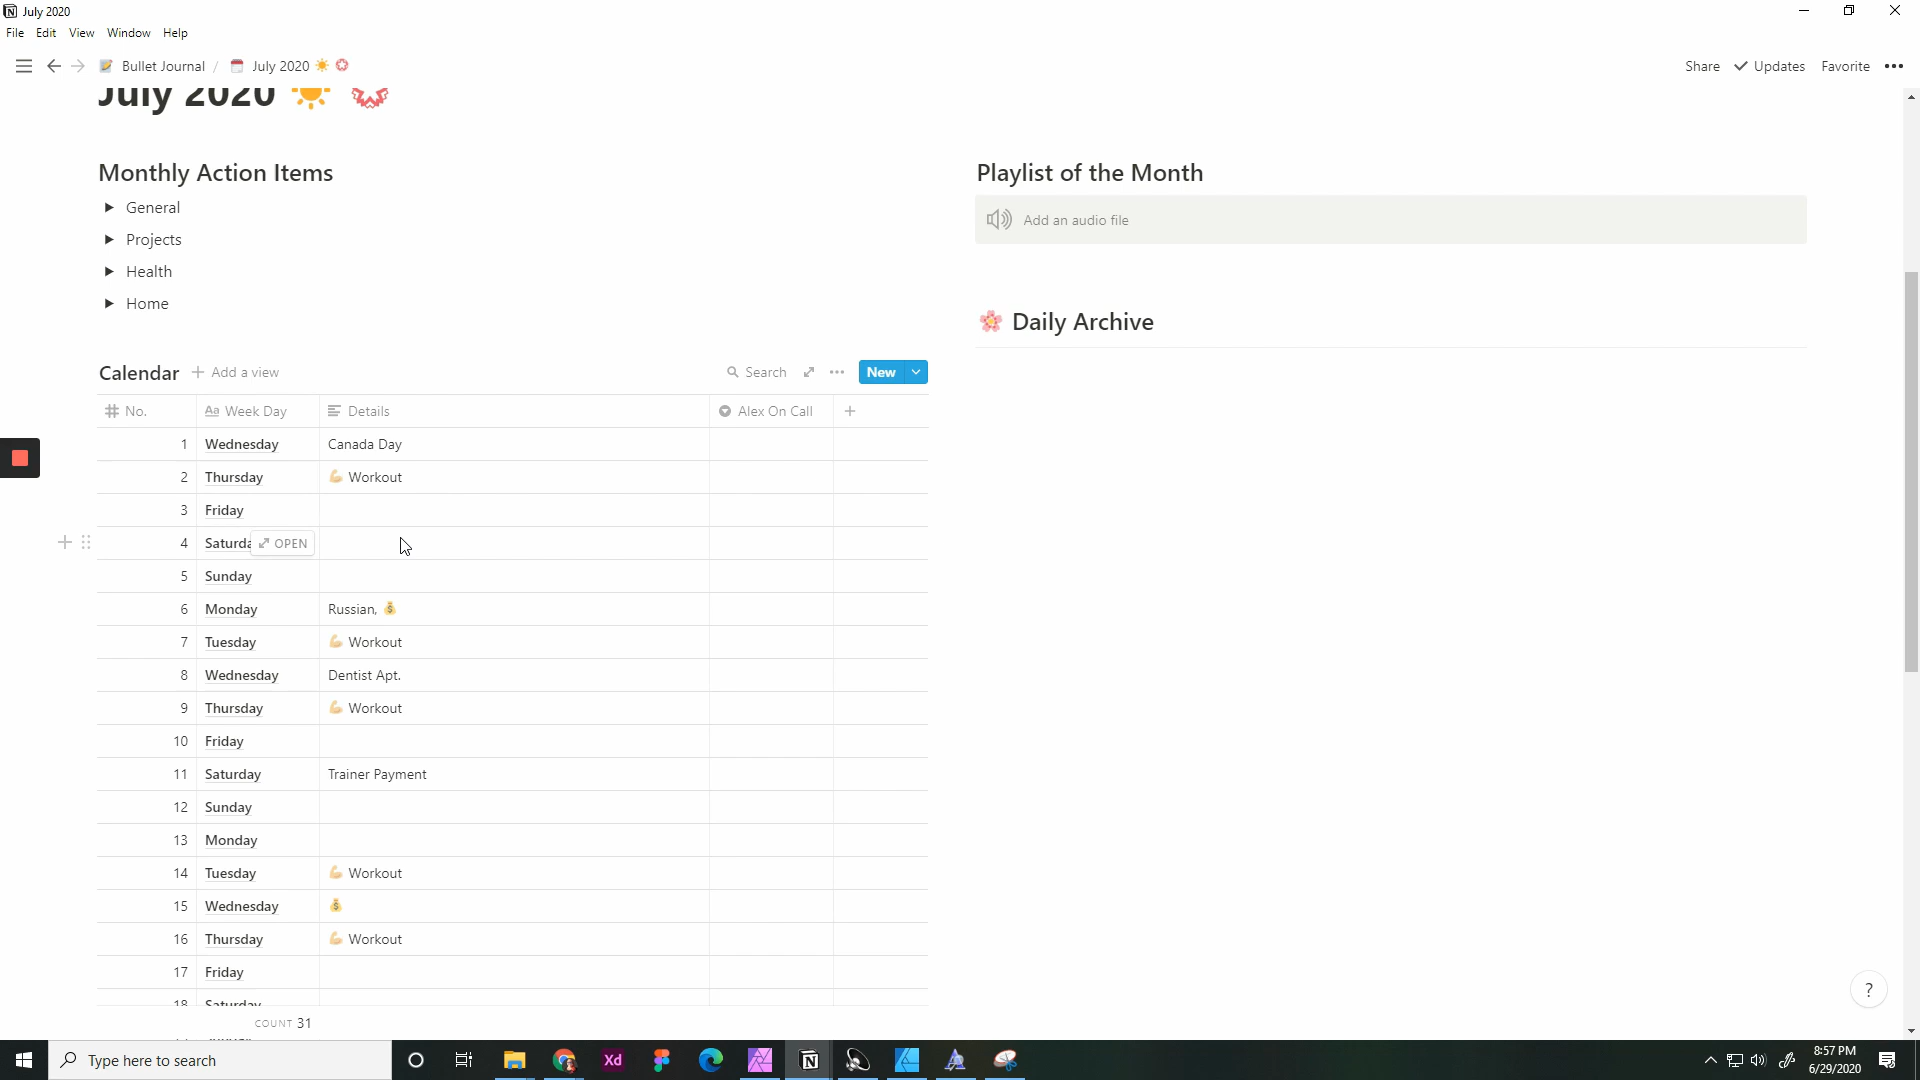 July 2020
File Edit View Window Help
Bullet Journal / July 2020
Share Updates Favorite
July 2020
Monthly Action Items
General
Projects
Health
Home
Playlist of the Month
Add an audio file
Daily Archive
Calendar Add a view Search New
No. Week Day Details Alex On Call
1 Wednesday Canada Day
2 Thursday 💪🏻 Workout
3 Friday
4 Saturda OPEN
5 Sunday
6 Monday Russian, 💰
7 Tuesday 💪🏻 Workout
8 Wednesday Dentist Apt.
9 Thursday 💪🏻 Workout
10 Friday
11 Saturday Trainer Payment
12 Sunday
13 Monday
14 Tuesday 💪🏻 Workout
15 Wednesday 💰
16 Thursday 💪🏻 Workout
17 Friday
18 Saturday
COUNT 31
?
Type here to search
Xd
8:57 PM
6/29/2020